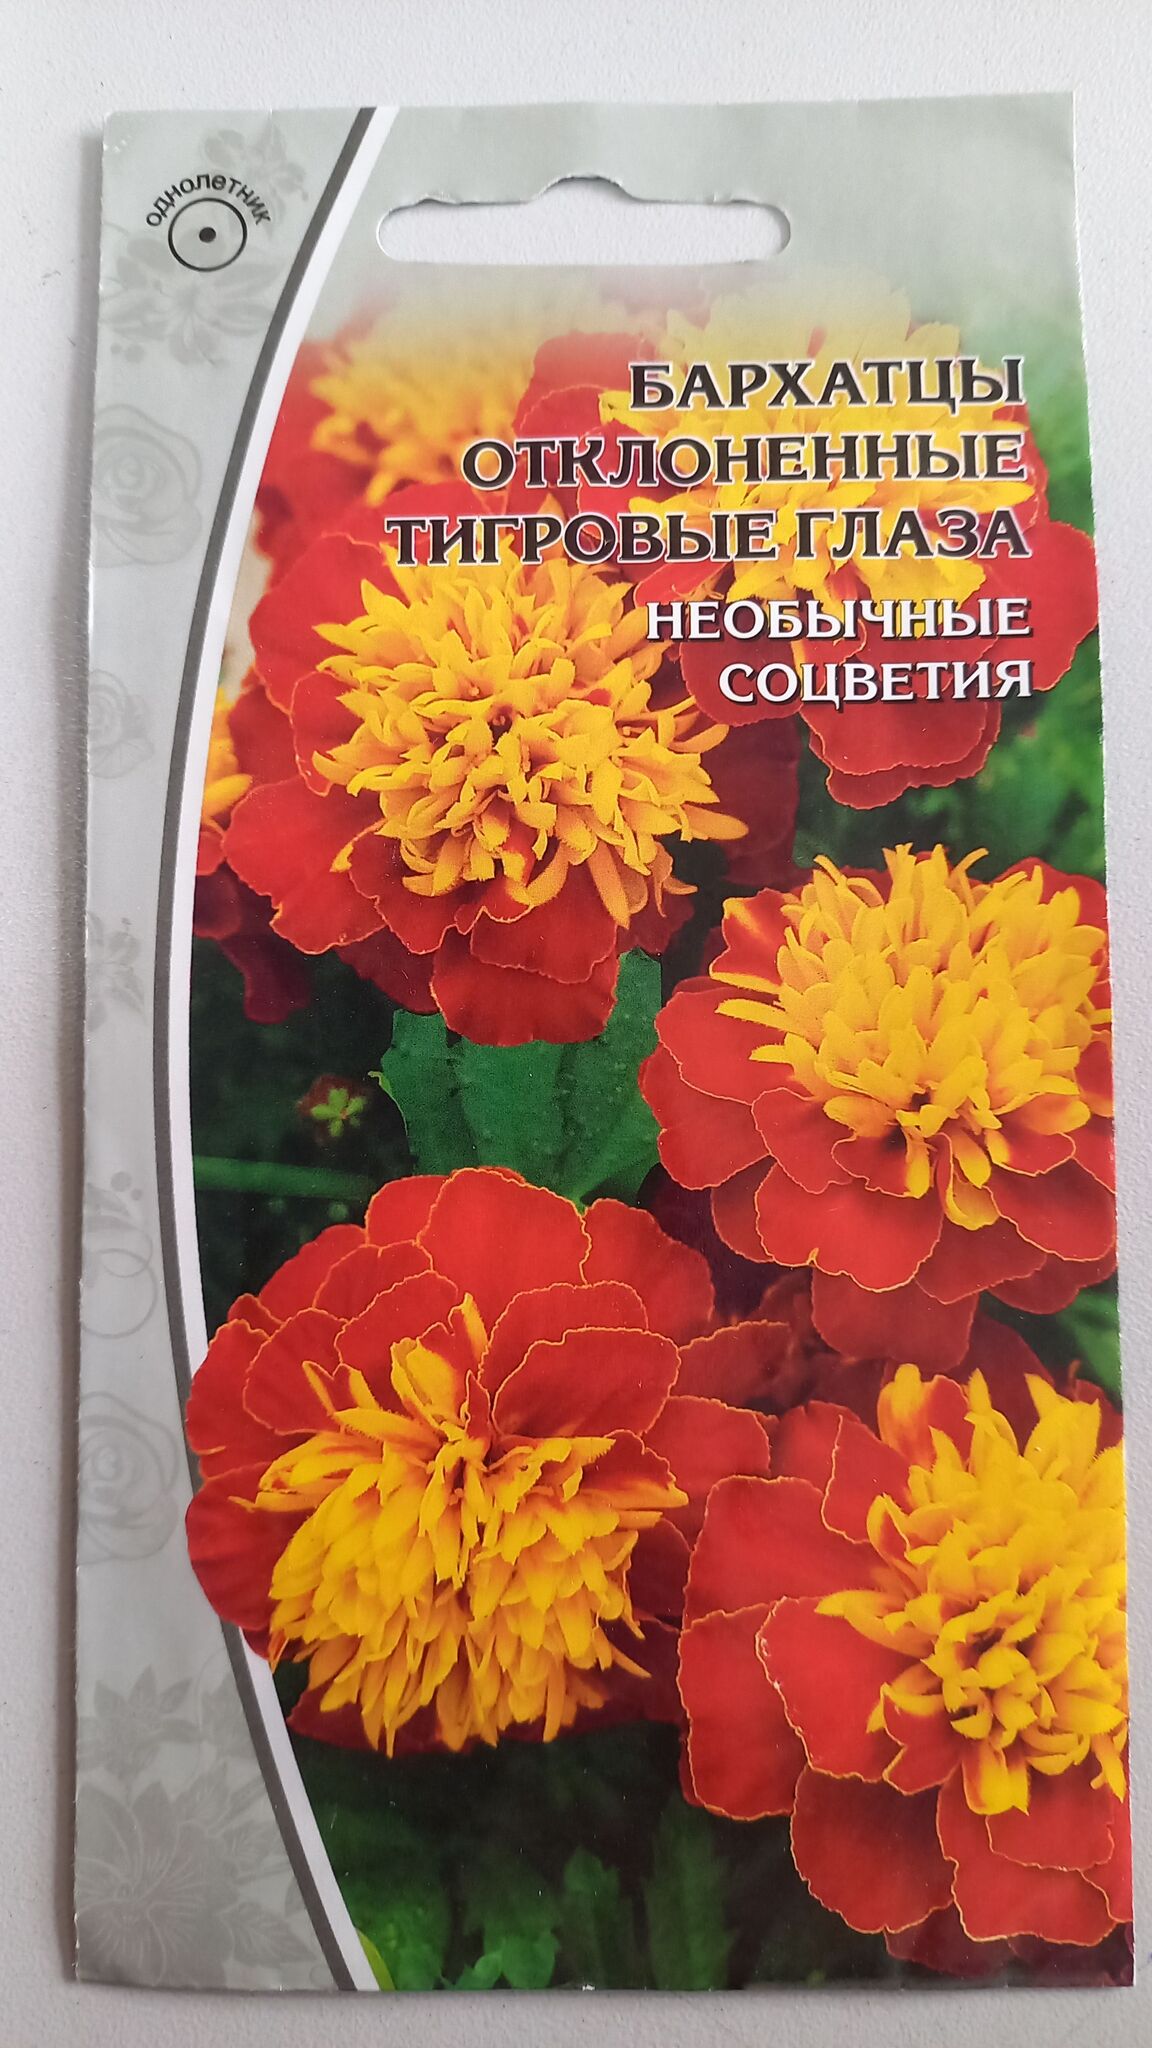 однолетник
БАРХАТЦЫ
ОТКЛОНЕННЫЕ
ТИГРОВЫЕ ГЛАЗА
НЕОБЫЧНЫЕ
СОЦВЕТИЯ